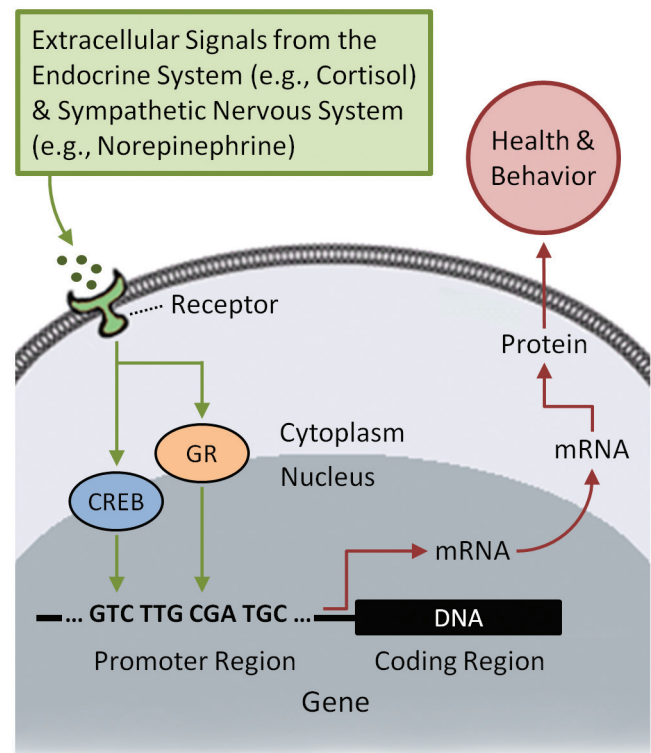 Extracellular Signals from the
Endocrine System (e.g., Cortisol)
& Sympathetic Nervous System
(e.g., Norepinephrine)
Health &
Behavior
Receptor
Protein
Cytoplasm
GR
mRNA
Nucleus
CREB
mRNA
... GTC TTG CGA TGC ...
DNA
Promoter Region
Coding Region
Gene